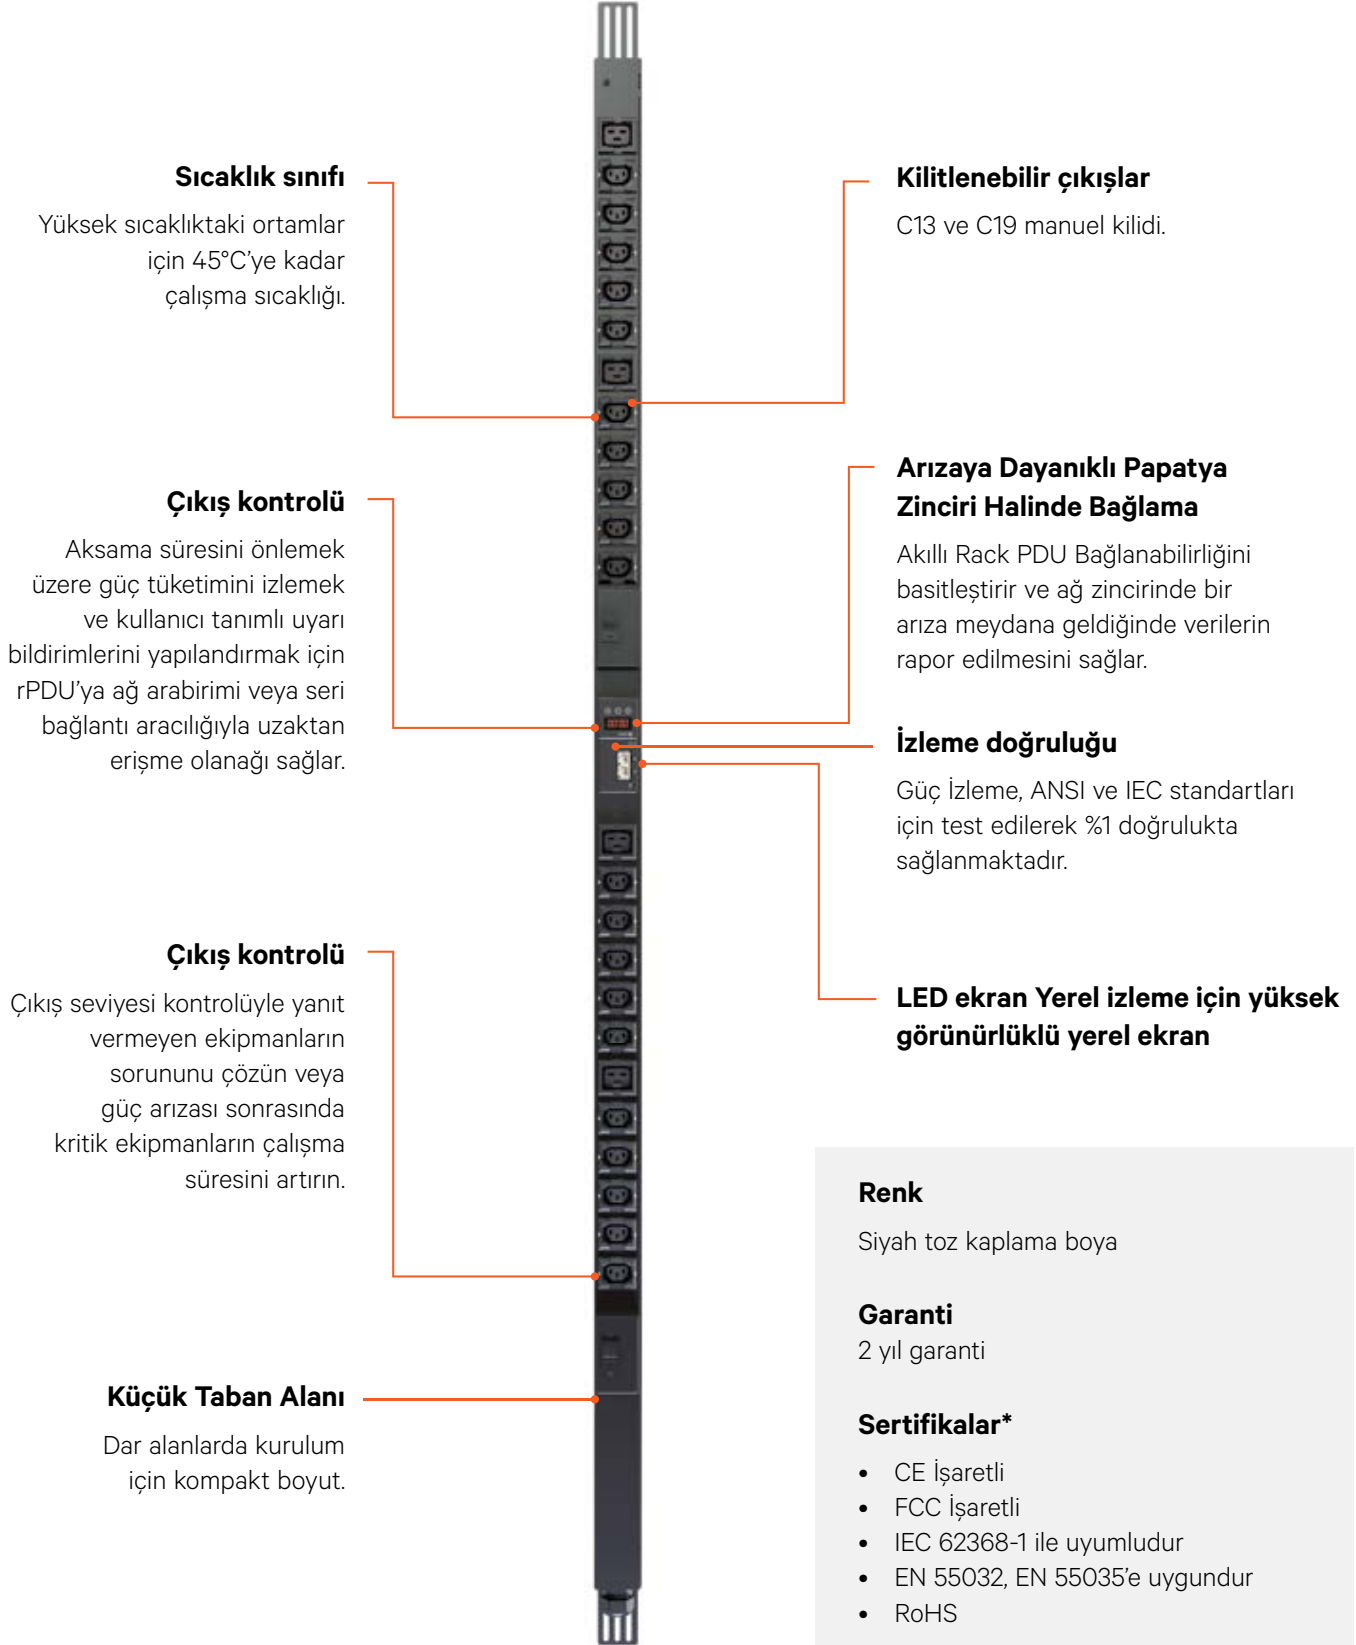 Sıcaklık sınıfı
Yüksek sıcaklıktaki ortamlar
için 45°C’ye kadar
çalışma sıcaklığı.
Çıkış kontrolü
Aksama süresini önlemek
üzere güç tüketimini izlemek
ve kullanıcı tanımlı uyarı
bildirimlerini yapılandırmak için
rPDU’ya ağ arabirimi veya seri
bağlantı aracılığıyla uzaktan
erişme olanağı sağlar.
Çıkış kontrolü
Çıkış seviyesi kontrolüyle yanıt
vermeyen ekipmanların
sorununu çözün veya
güç arızası sonrasında
kritik ekipmanların çalışma
süresini artırın.
Küçük Taban Alanı
Dar alanlarda kurulum
için kompakt boyut.
Kilitlenebilir çıkışlar
C13 ve C19 manuel kilidi.
Arızaya Dayanıklı Papatya
Zinciri Halinde Bağlama
Akıllı Rack PDU Bağlanabilirliğini
basitleştirir ve ağ zincirinde bir
arıza meydana geldiğinde verilerin
rapor edilmesini sağlar.
İzleme doğruluğu
Güç İzleme, ANSI ve IEC standartları
için test edilerek %1 doğrulukta
sağlanmaktadır.
LED ekran Yerel izleme için yüksek
görünürlüklü yerel ekran
Renk
Siyah toz kaplama boya
Garanti
2 yıl garanti
Sertifikalar*
• CE İşaretli
• FCC İşaretli
• IEC 62368-1 ile uyumludur
• EN 55032, EN 55035’e uygundur
• RoHS